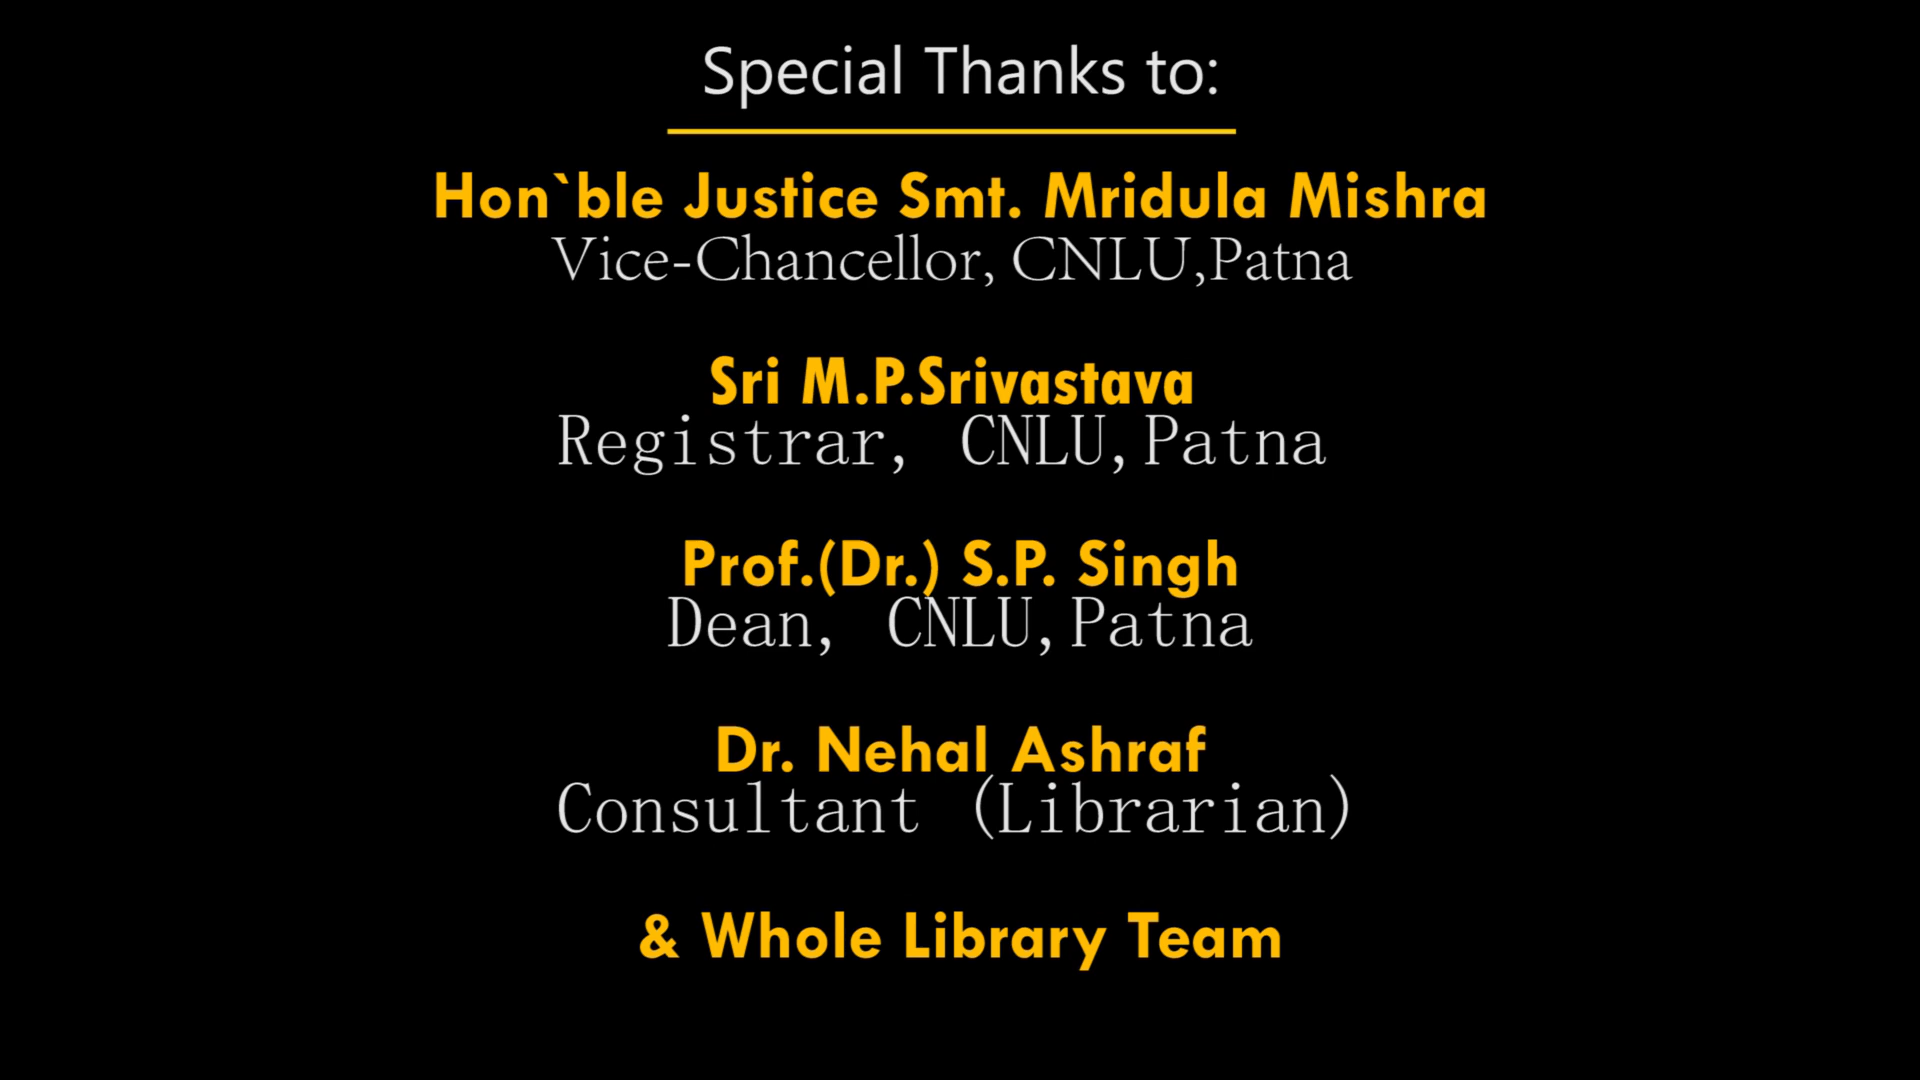 Special Thanks to:
Hon`ble Justice Smt. Mridula Mishra
Vice-Chancellor, CNLU,Patna
Sri M.P.Srivastava
Registrar, CNLU,Patna
Prof.(Dr.) S.P. Singh
Dean, CNLU,Patna
Dr. Nehal Ashraf
Consultant (Librarian)
& Whole Library Team